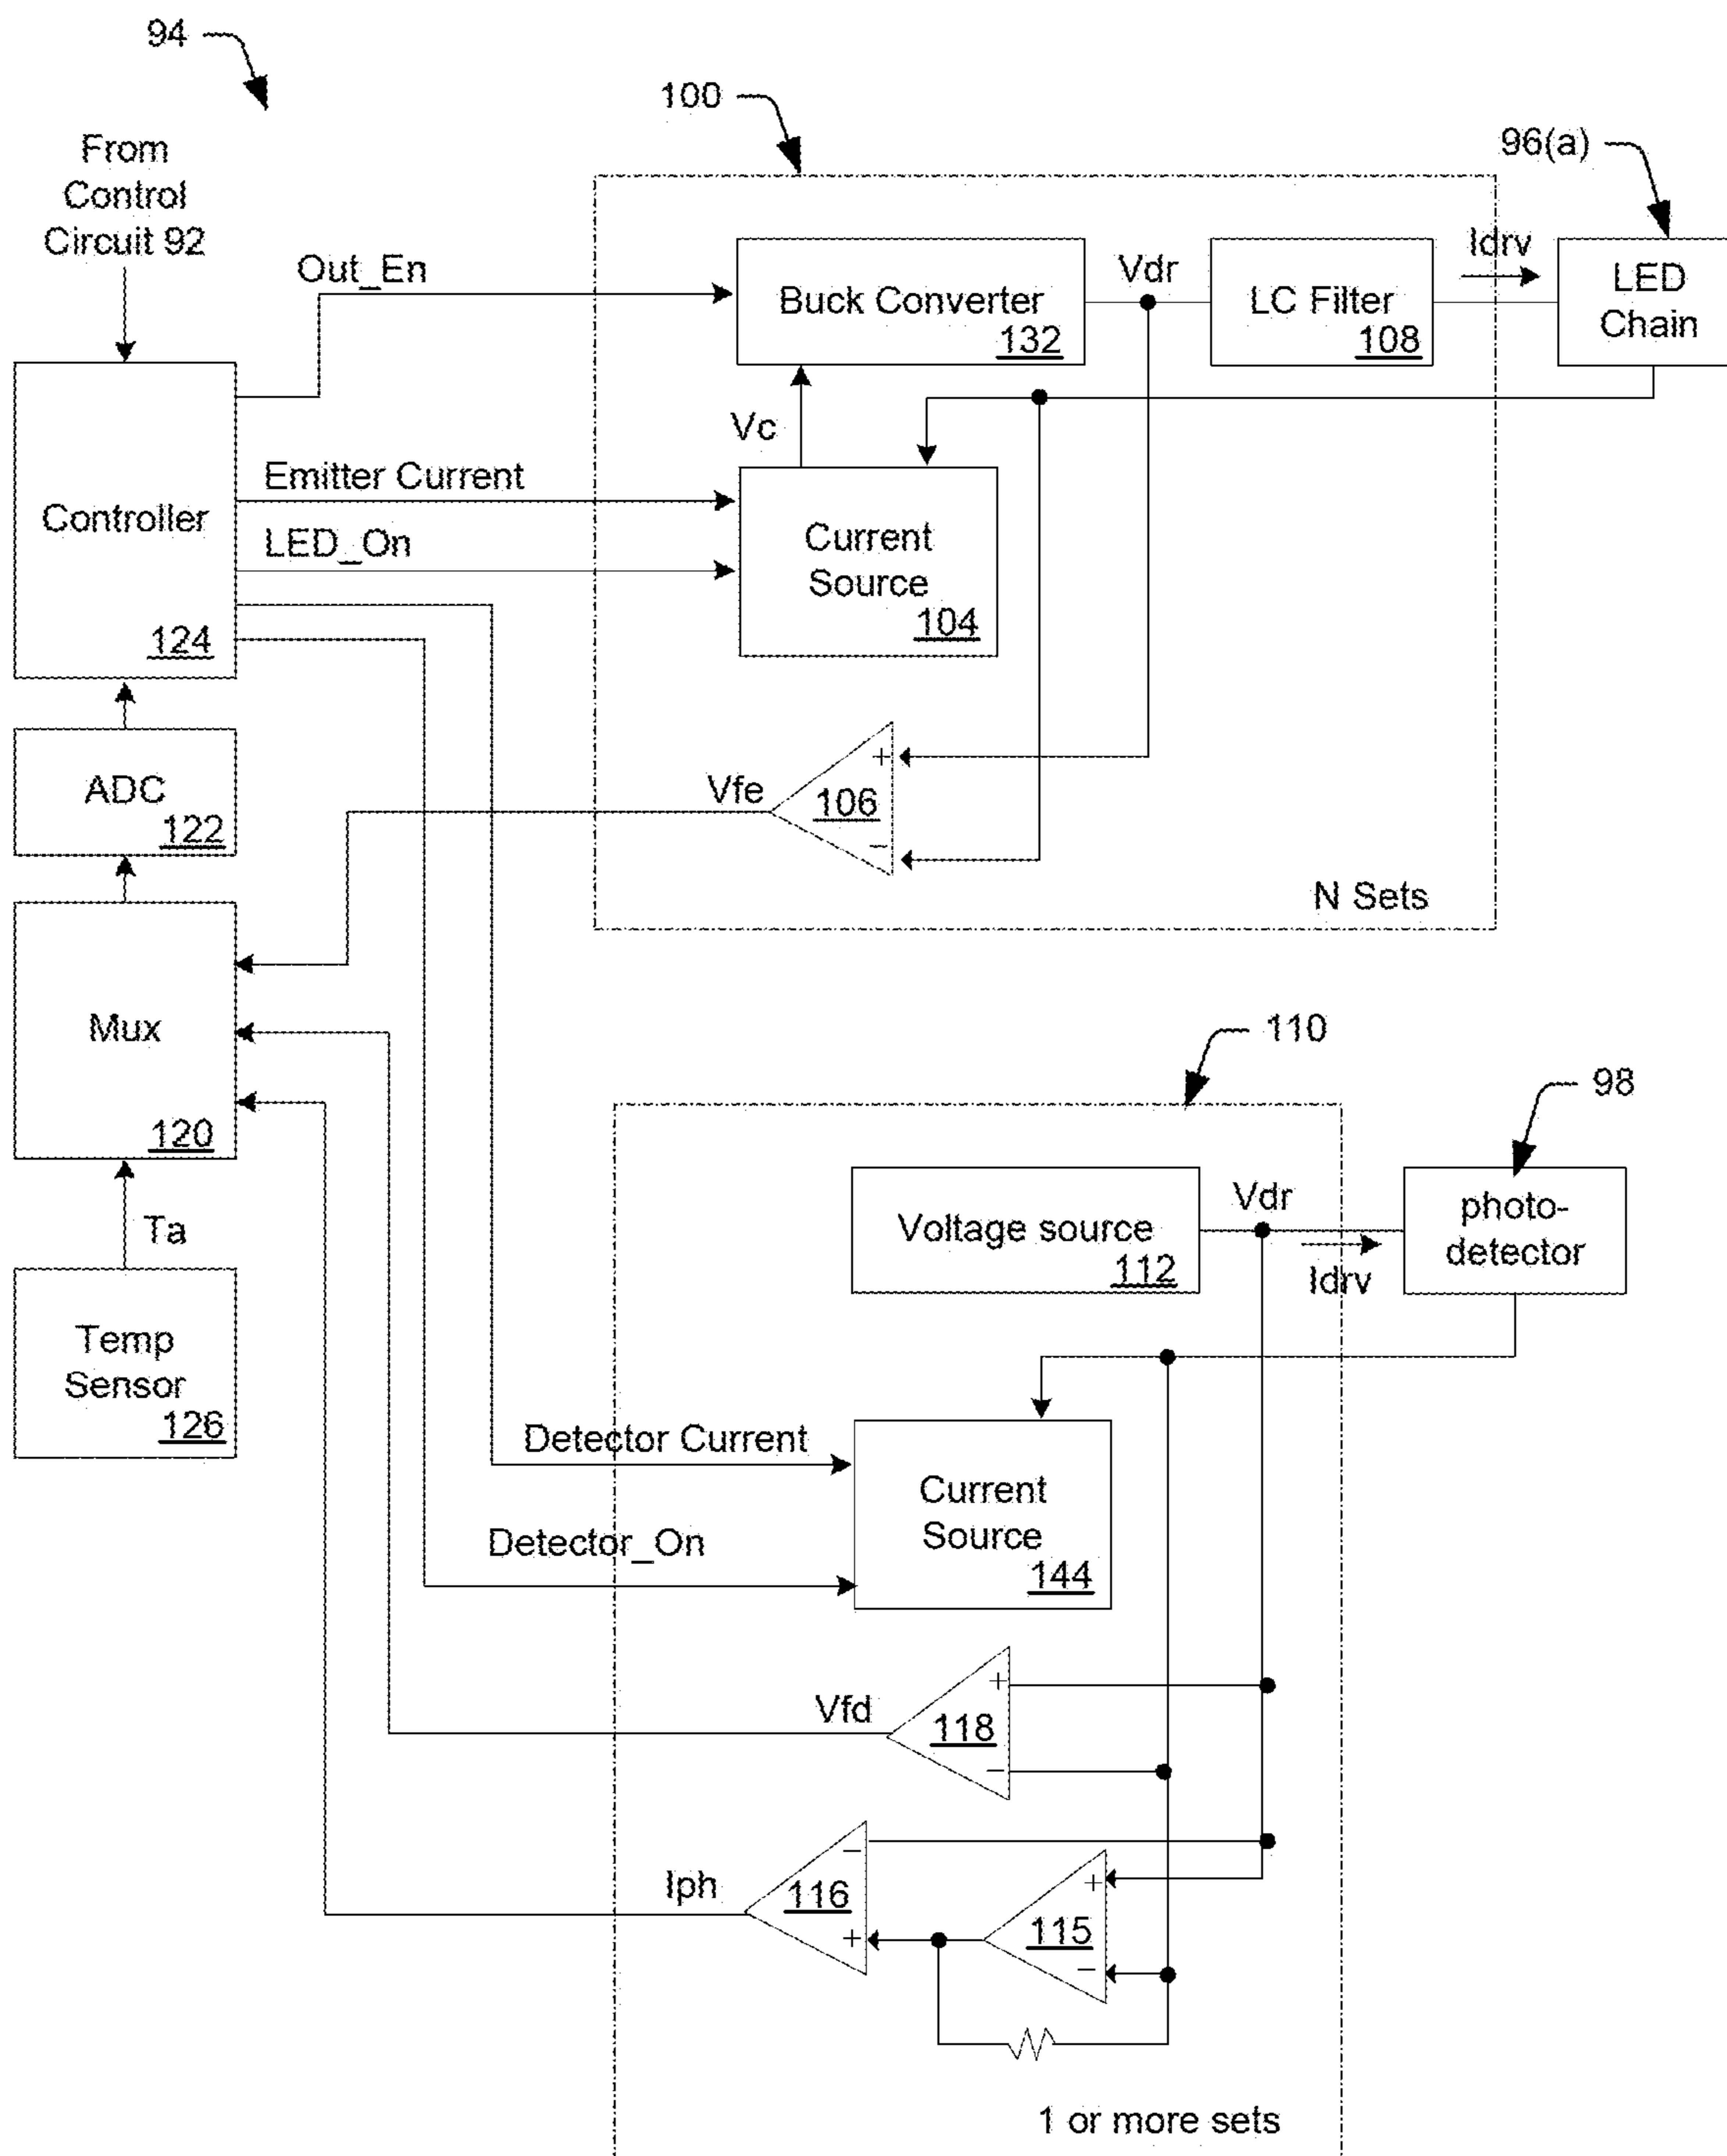 94
From
Control
Circuit 92
100
96(a)
Out_En
Buck Converter
132
Vdr
LC Filter
108
Idrv
LED
Chain
Vc
Emitter Current
LED_On
Controller
124
Current
Source
104
ADC
122
Vfe
+
106
−
N Sets
Mux
120
110
98
Ta
Temp
Sensor
126
Voltage source
112
Vdr
Idrv
photo-
detector
Detector Current
Detector_On
Current
Source
144
Vfd
+
118
−
Iph
−
116
+
+
115
−
1 or more sets